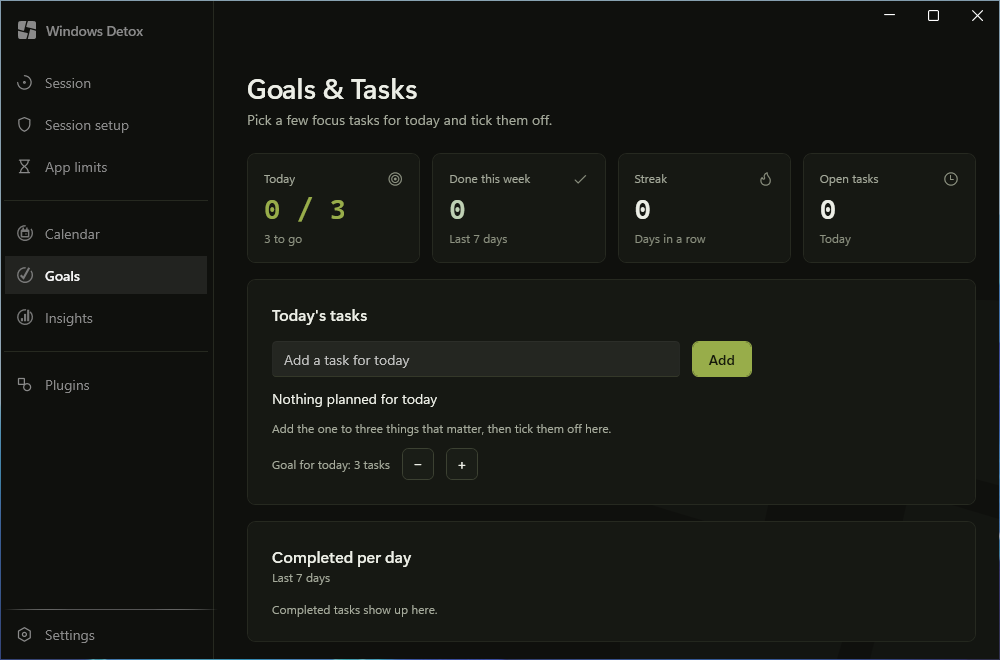 Windows Detox
Session
Session setup
App limits
Calendar
Goals
Insights
Plugins
Settings
Goals & Tasks
Pick a few focus tasks for today and tick them off.
Today
0 / 3
3 to go
Done this week
0
Last 7 days
Streak
0
Days in a row
Open tasks
0
Today
Today's tasks
Add a task for today
Add
Nothing planned for today
Add the one to three things that matter, then tick them off here.
Goal for today: 3 tasks
−
+
Completed per day
Last 7 days
Completed tasks show up here.